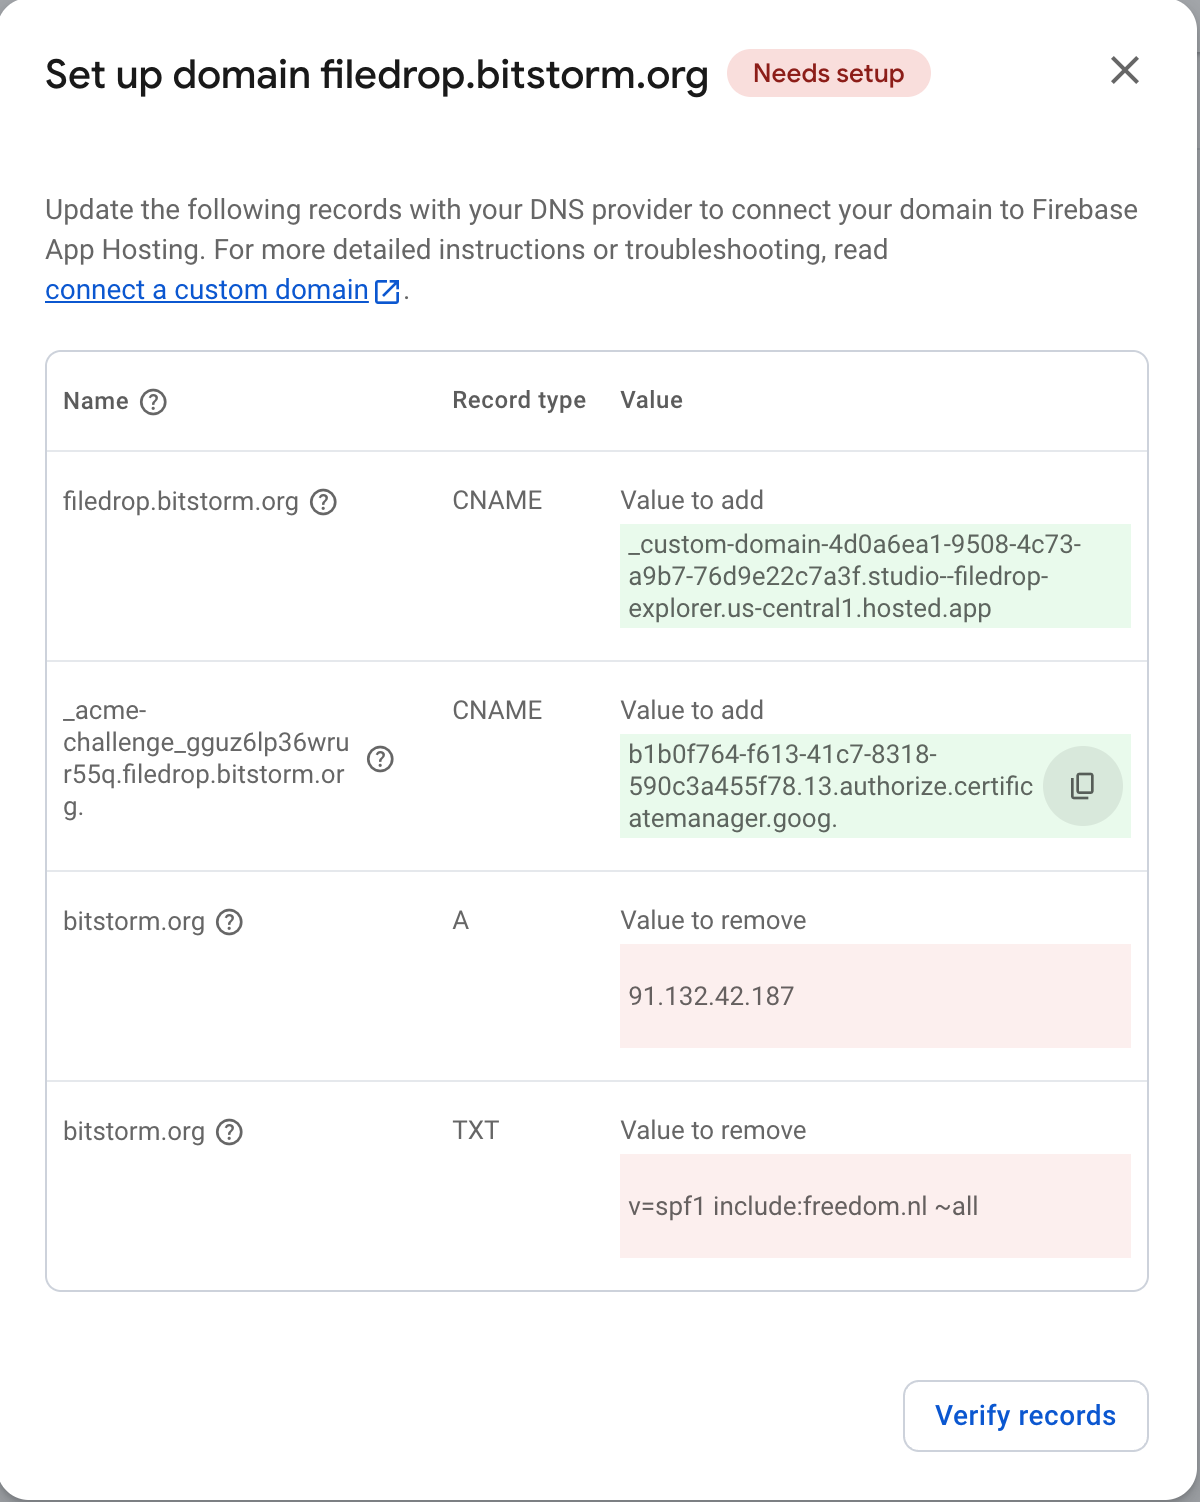 Set up domain filedrop.bitstorm.org
Needs setup
Update the following records with your DNS provider to connect your domain to Firebase
App Hosting. For more detailed instructions or troubleshooting, read
connect a custom domain .
Name
Record type
Value
filedrop.bitstorm.org
CNAME
Value to add
_custom-domain-4d0a6ea1-9508-4c73-
a9b7-76d9e22c7a3f.studio--filedrop-
explorer.us-central1.hosted.app
_acme-
challenge_gguz6lp36wru
r55q.filedrop.bitstorm.or
g.
CNAME
Value to add
b1b0f764-f613-41c7-8318-
590c3a455f78.13.authorize.certific
atemanager.goog.
bitstorm.org
A
Value to remove
91.132.42.187
bitstorm.org
TXT
Value to remove
v=spf1 include:freedom.nl ~all
Verify records